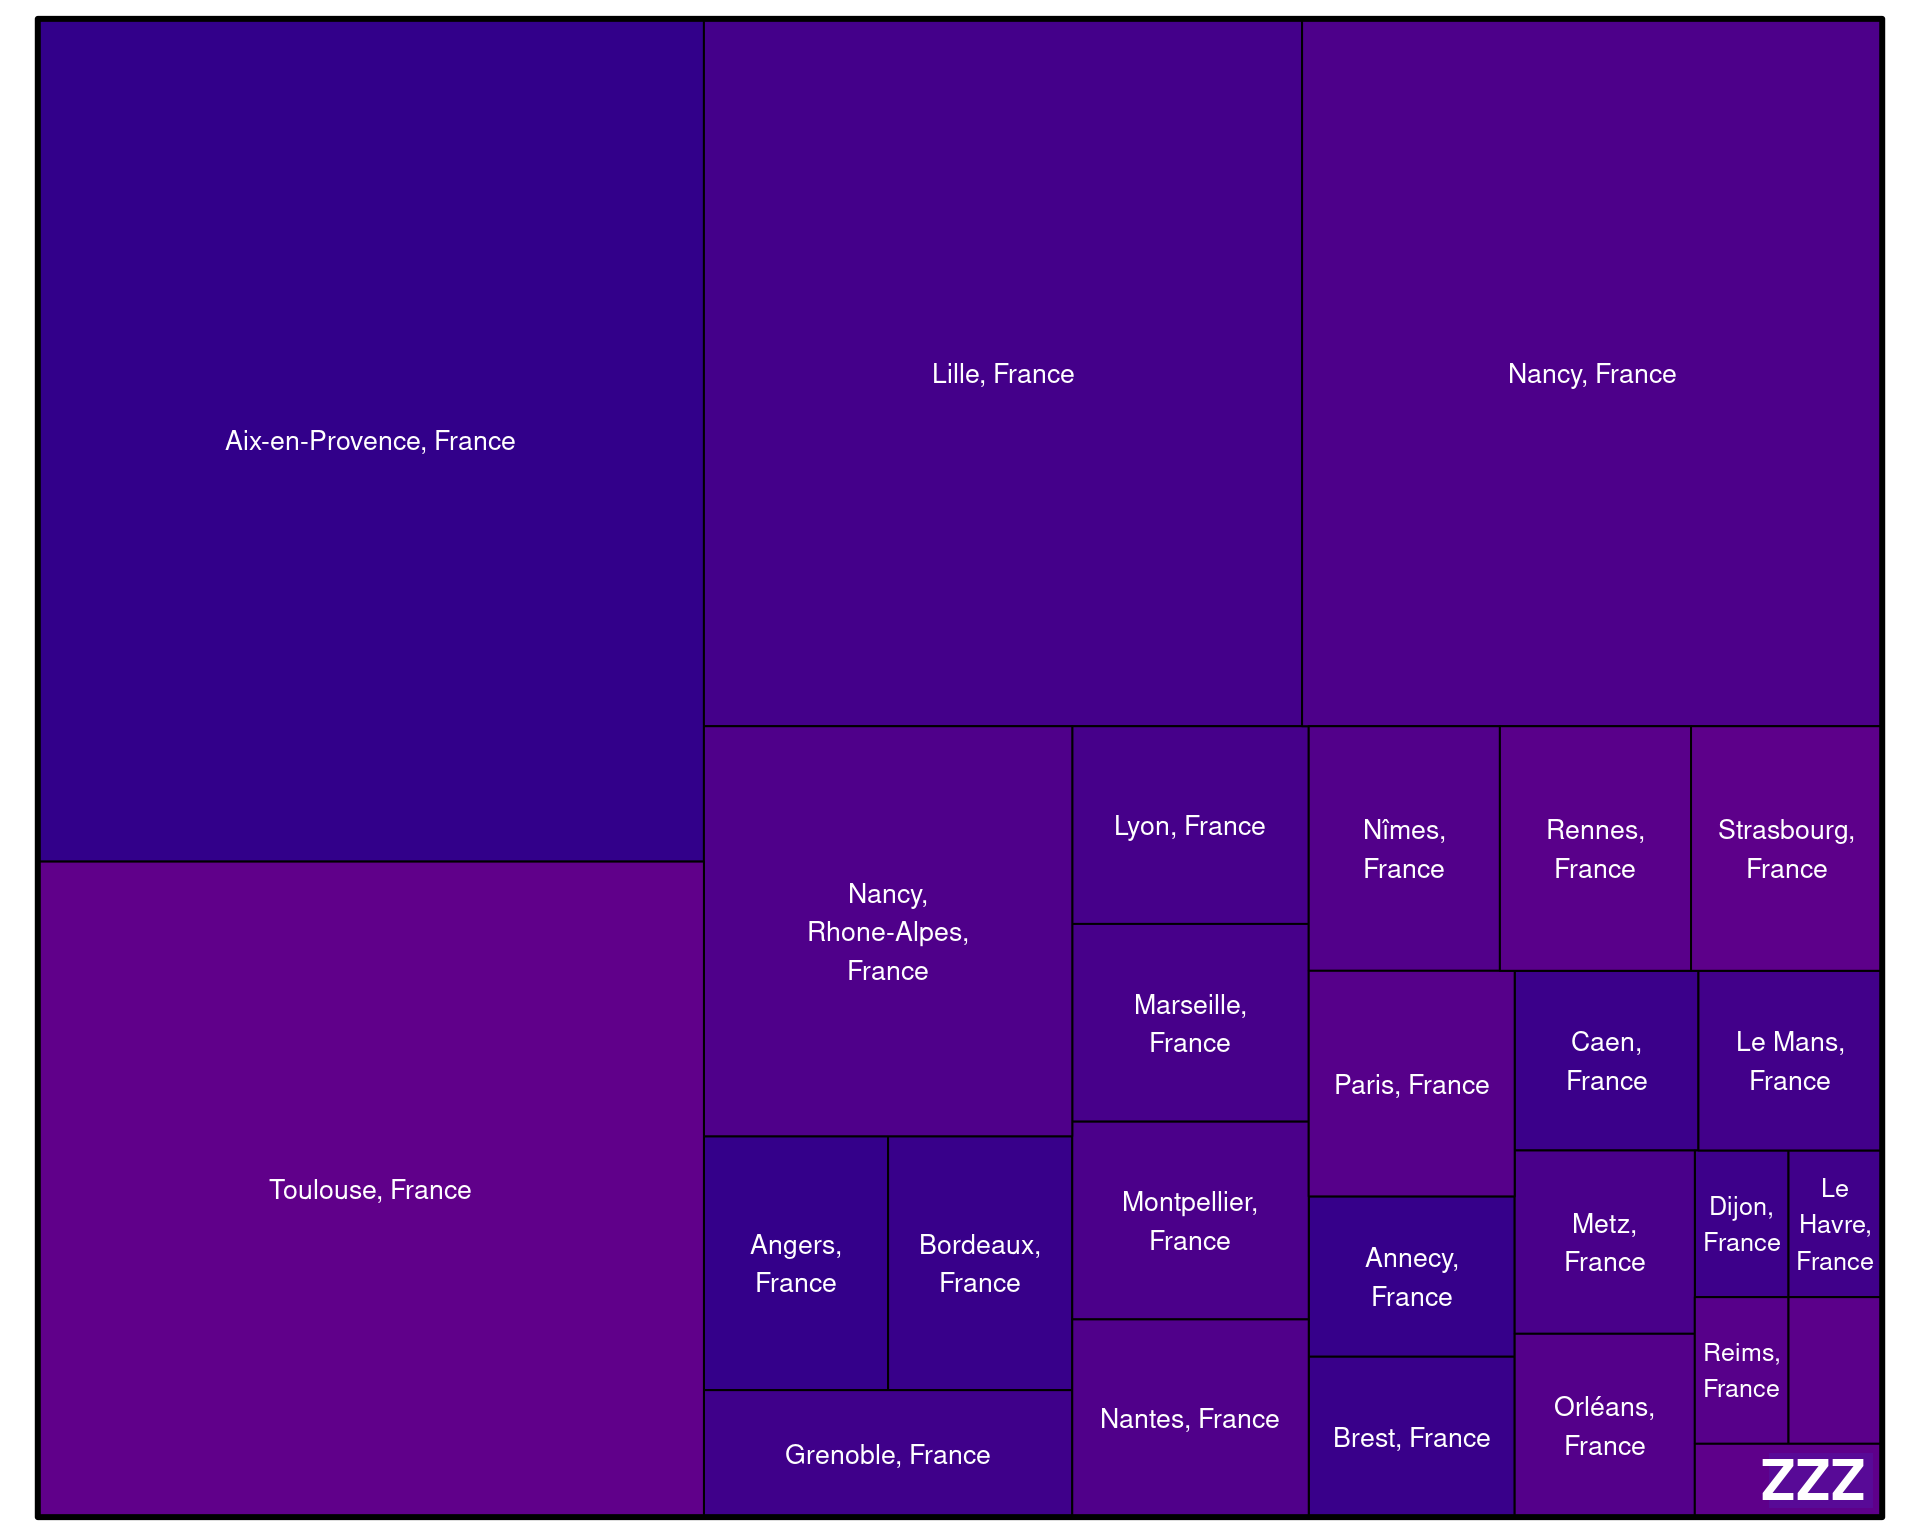 Aix-en-Provence, France
Lille, France
Nancy, France
Toulouse, France
Nancy,
Rhone-Alpes,
France
Lyon, France
Marseille,
France
Montpellier,
France
Nantes, France
Angers,
France
Bordeaux,
France
Grenoble, France
Nîmes,
France
Rennes,
France
Strasbourg,
France
Paris, France
Annecy,
France
Brest, France
Caen,
France
Le Mans,
France
Metz,
France
Orléans,
France
Dijon,
France
Le
Havre,
France
Reims,
France
ZZZ